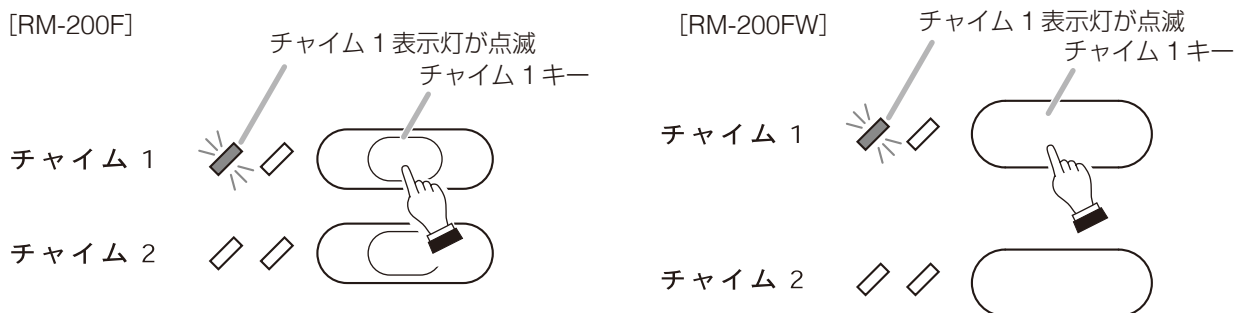 [RM-200F]
チャイム 1 表示灯が点滅
チャイム 1 キー
チャイム 1
チャイム 2
[RM-200FW]
チャイム 1 表示灯が点滅
チャイム 1 キー
チャイム 1
チャイム 2